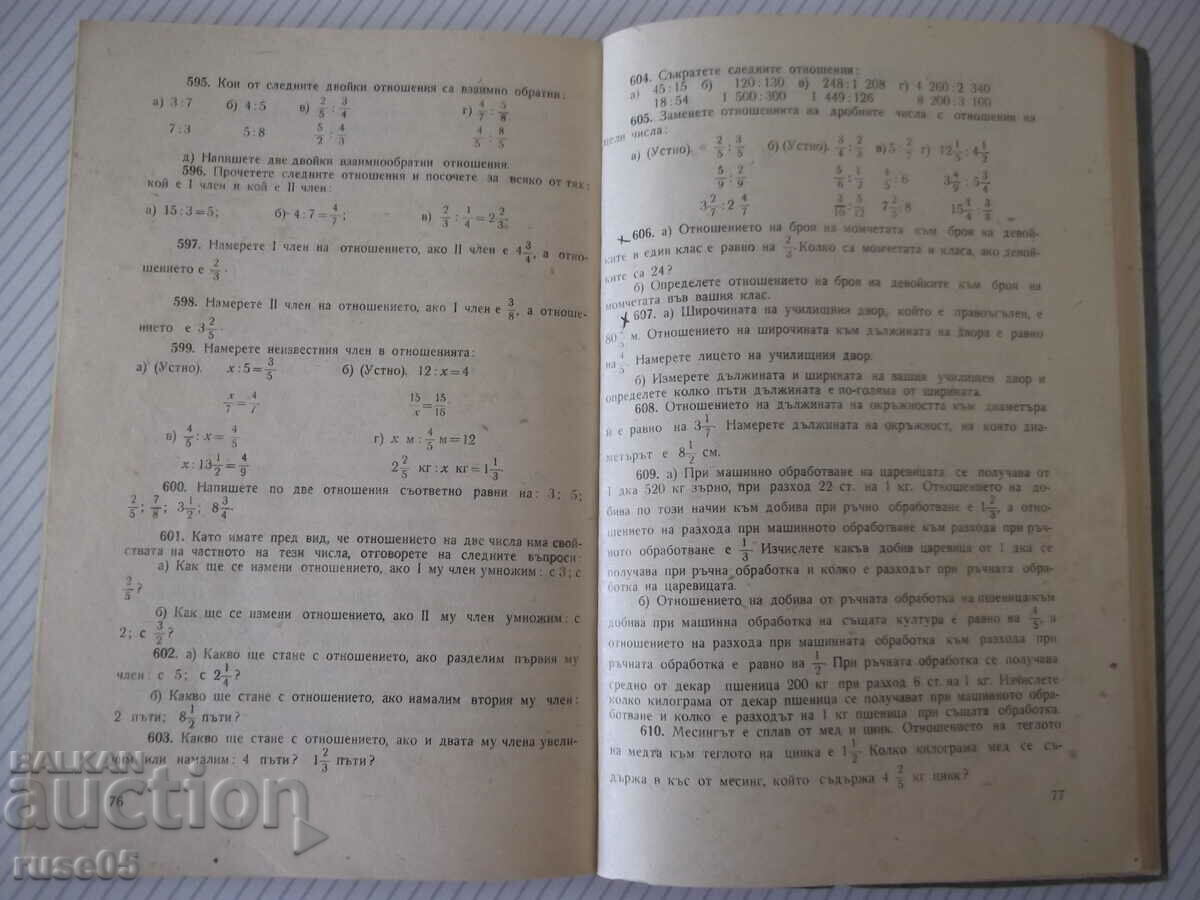 595. Кои от следните двойки отношения са взаимно обратни:
а) 3:7 б) 4:5 в) 2/5 : 3/4 г) 4/7 : 5/8
7:3 5:8 5/2 : 4/3 4/5 : 8/5
д) Напишете две двойки взаимнообратни отношения.
596. Прочетете следните отношения и посочете за всяко от тях:
кой е I член и кой е II член:
а) 15:3=5; б) 4:7=4/7; в) 2/3 : 1/4 = 2 2/3.
597. Намерете I член на отношението, ако II член е 4 3/4, а отно-
шението е 2/3.
598. Намерете II член на отношението, ако I член е 3/8, а отноше-
нието е 3 2/5.
599. Намерете неизвестния член в отношенията:
а) (Устно). x:5=3/5 б) (Устно). 12:x=4
x/7 = 4/7 15/x = 15/16
в) 4/5 : x = 4/5 г) x м : 4/5 м = 12
x : 13 1/2 = 4/9 2 2/5 кг : x кг = 1 1/3
600. Напишете по две отношения съответно равни на: 3; 5;
2/5; 7/8; 3 1/2; 8 3/4.
601. Като имате пред вид, че отношението на две числа има свой-
ствата на частното на тези числа, отговорете на следните въпроси:
а) Как ще се измени отношението, ако I му член умножим: с 3; с
2/5?
б) Как ще се измени отношението, ако II му член умножим: с
2; с 3/2?
602. а) Какво ще стане с отношението, ако разделим първия му
член: с 5; с 2 1/4?
б) Какво ще стане с отношението, ако намалим втория му член:
2 пъти; 8 1/2 пъти?
603. Какво ще стане с отношението, ако и двата му члена увели-
чим или намалим: 4 пъти? 1 2/3 пъти?
76
604. Съкратете следните отношения:
а) 45:15 б) 120:130 в) 248:1 208 г) 4 260:2 340
18:54 1 500:300 1 449:126 8 200:3 100
605. Заменете отношенията на дробните числа с отношения на
цели числа:
а) (Устно). = 2/5 : 3/5 б) (Устно). 3/4 : 2/3 в) 5 : 2/7 г) 12 1/5 : 4 1/2
5/9 : 2/9 5/6 : 1/2 4/5 : 6 3 4/9 : 5 3/4
3 2/7 : 2 4/7 7 2/5 : 8 15 1/4 : 3/3
606. а) Отношението на броя на момчетата към броя на девой-
ките в един клас е равно на 2/3. Колко са момчетата и класа, ако девой-
ките са 24?
б) Определете отношението на броя на девойките към броя на
момчетата във вашия клас.
607. а) Широчината на училищния двор, който е правоъгълен, е
80 м. Отношението на широчината към дължината на двора е равно
на 4/5. Намерете лицето на училищния двор.
б) Измерете дължината и ширината на вашия училищен двор и
определете колко пъти дължината е по-голяма от ширината.
608. Отношението на дължината на окръжността към диаметъра
ѝ е равно на 3 1/7. Намерете дължината на окръжност, на която диа-
метърът е 8 1/2 см.
609. а) При машинно обработване на царевицата се получава от
1 дка 520 кг зърно, при разход 22 ст. на 1 кг. Отношението на до-
бива по този начин към добива при ръчно обработване е 1 2/3, а отно-
шението на разхода при машинното обработване към разхода при ръч-
ното обработване е 1/3. Изчислете какъв добив царевица от 1 дка се
получава при ръчна обработка и колко е разходът при ръчната обра-
ботка на царевицата.
б) Отношението на добива от ръчната обработка на пшеница към
добива при машинна обработка на същата култура е равно на 4/5, а
отношението на разхода при машинната обработка към разхода при
ръчната обработка е равно на 1/2. При ръчната обработка се получава
средно от декар пшеница 200 кг при разход 6 ст. на 1 кг. Изчислете
колко килограма от декар пшеница се получават при машинното обра-
ботване и колко е разходът на 1 кг пшеница при същата обработка.
610. Месингът е сплав от мед и цинк. Отношението на теглото
на медта към теглото на цинка е 1 1/2. Колко килограма мед се съ-
държа в къс от месинг, който съдържа 4 2/5 кг цинк?
77
BALKAN
auction
ruse05